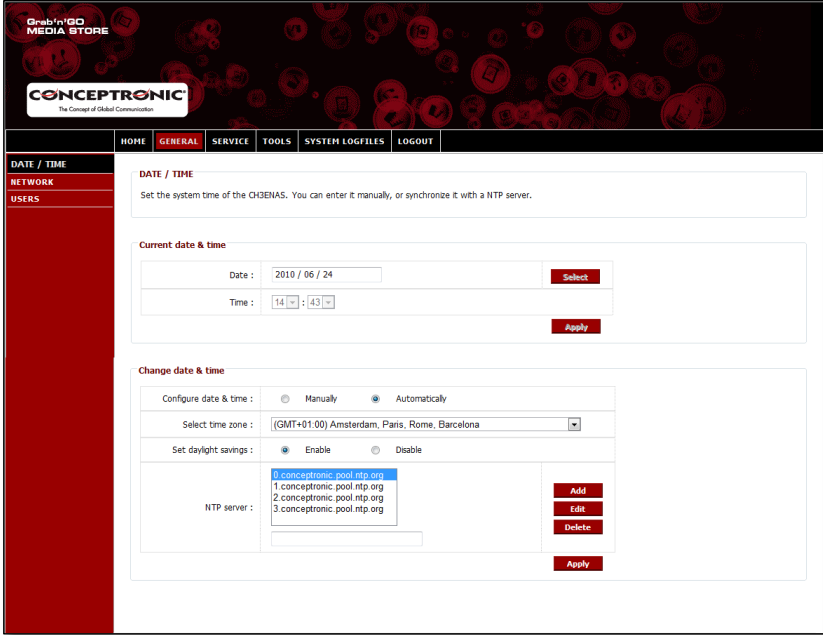 Grab'n'GO
MEDIA STORE
CONCEPTRONIC
The Concept of Global Communication
HOME GENERAL SERVICE TOOLS SYSTEM LOGFILES LOGOUT
DATE / TIME
NETWORK
USERS
DATE / TIME
Set the system time of the CH3ENAS. You can enter it manually, or synchronize it with a NTP server.
Current date & time
Date : 2010 / 06 / 24 Select
Time : 14 : 43
Apply
Change date & time
Configure date & time : Manually Automatically
Select time zone : (GMT+01:00) Amsterdam, Paris, Rome, Barcelona
Set daylight savings : Enable Disable
NTP server :
0.conceptronic.pool.ntp.org
1.conceptronic.pool.ntp.org
2.conceptronic.pool.ntp.org
3.conceptronic.pool.ntp.org
Add
Edit
Delete
Apply